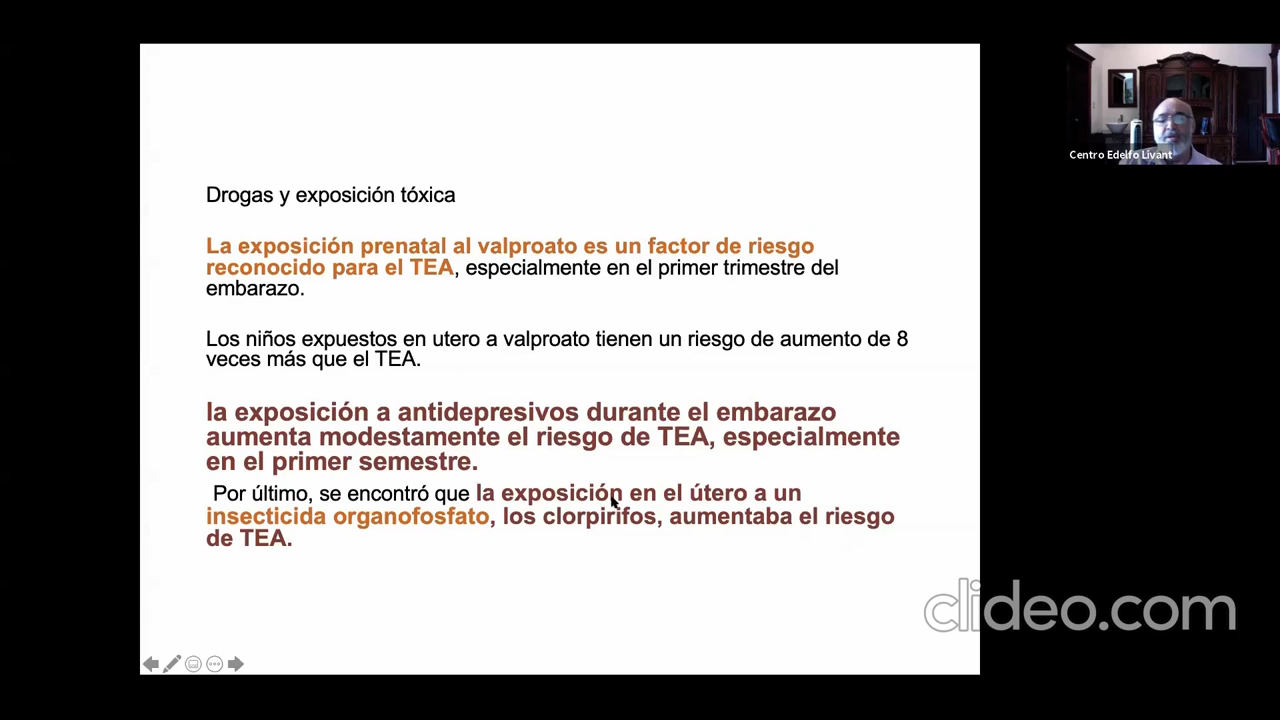 Drogas y exposición tóxica
La exposición prenatal al valproato es un factor de riesgo
reconocido para el TEA, especialmente en el primer trimestre del
embarazo.
Los niños expuestos en utero a valproato tienen un riesgo de aumento de 8
veces más que el TEA.
la exposición a antidepresivos durante el embarazo
aumenta modestamente el riesgo de TEA, especialmente
en el primer semestre.
Por último, se encontró que la exposición en el útero a un
insecticida organofosfato, los clorpirifos, aumentaba el riesgo
de TEA.
Centro Edelfo Livant
clideo.com